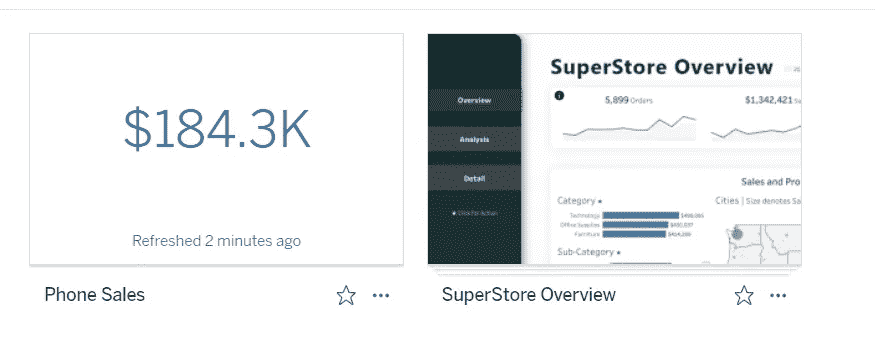 $184.3K
Refreshed 2 minutes ago
Phone Sales
SuperStore Overview
Overview
Analysis
Detail
5,899 Orders
$1,342,421
Sales and Pro
Category
Cities | Size denotes Sa
Technology
Office Supplies
Furniture
Sub-Category
SuperStore Overview